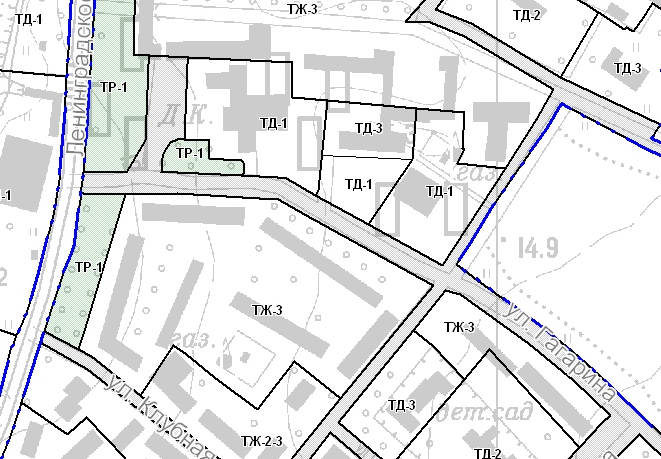 ТЖ-3
ТД-2
ТД-1
Ленинградско
ТД-3
ТР-1
Д.К.
ТД-1
ТД-3
ТР-1
газ.
ТД-1
ТД-1
-1
14.9
ТР-1
2
ТЖ-3
ул. Гагарина
ТЖ-3
газ.
ул. Клубная
ТД-3
дет.сад
ТЖ-2-3
ТД-2